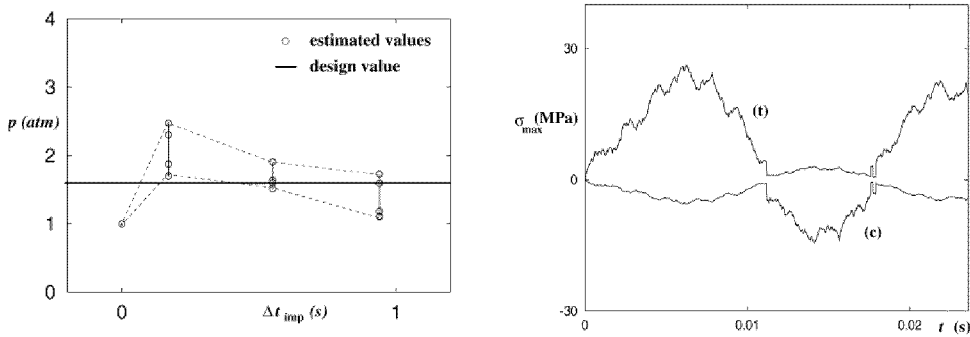 4
3
2
1
0
p (atm)
estimated values
design value
0
Δt imp (s)
1
30
0
-30
σmax (MPa)
(t)
(c)
0
0.01
0.02
t (s)